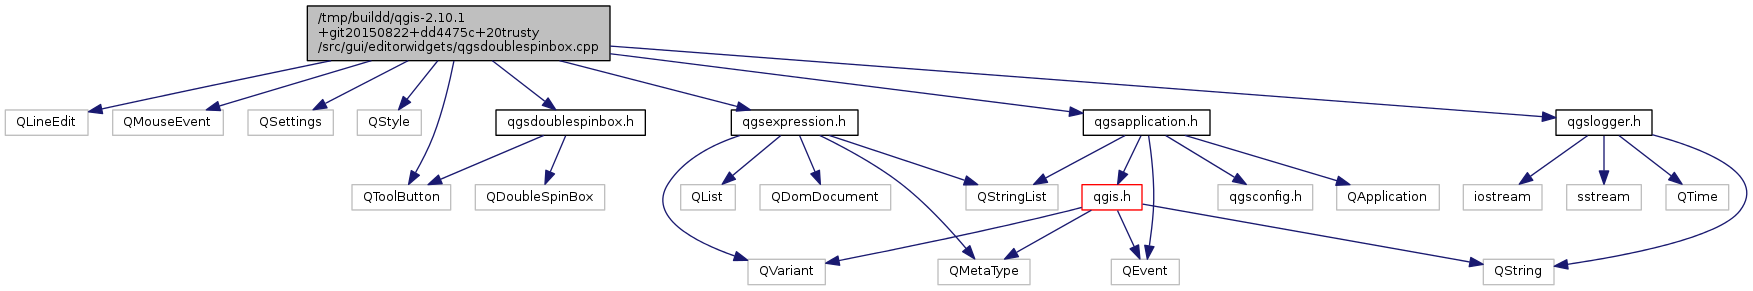 /tmp/buildd/qgis-2.10.1
+git20150822+dd4475c+20trusty
/src/gui/editorwidgets/qgsdoublespinbox.cpp
QLineEdit
QMouseEvent
QSettings
QStyle
qgsdoublespinbox.h
qgsexpression.h
qgsapplication.h
qgslogger.h
QToolButton
QDoubleSpinBox
QList
QDomDocument
QStringList
qgis.h
qgsconfig.h
QApplication
iostream
sstream
QTime
QVariant
QMetaType
QEvent
QString